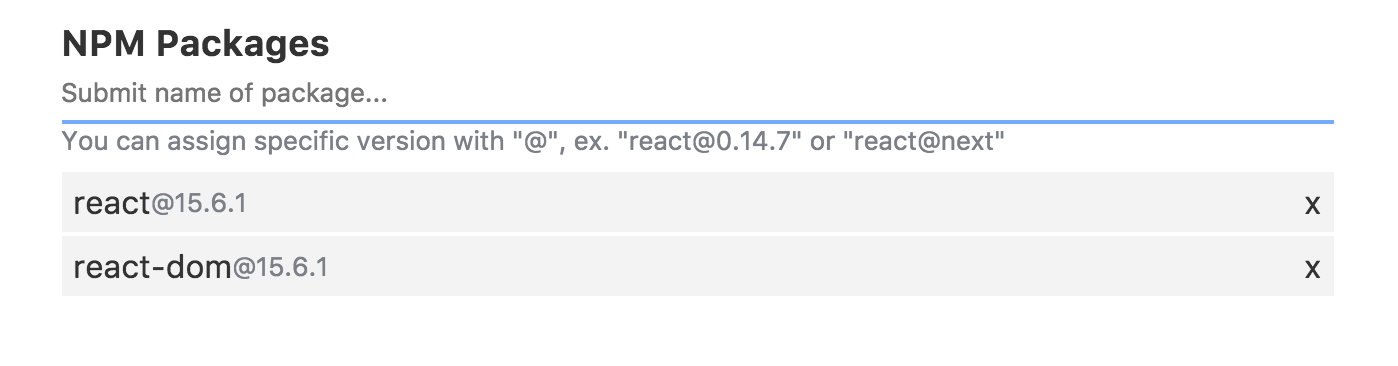 NPM Packages
Submit name of package...
You can assign specific version with "@", ex. "react@0.14.7" or "react@next"
react@15.6.1 x
react-dom@15.6.1 x